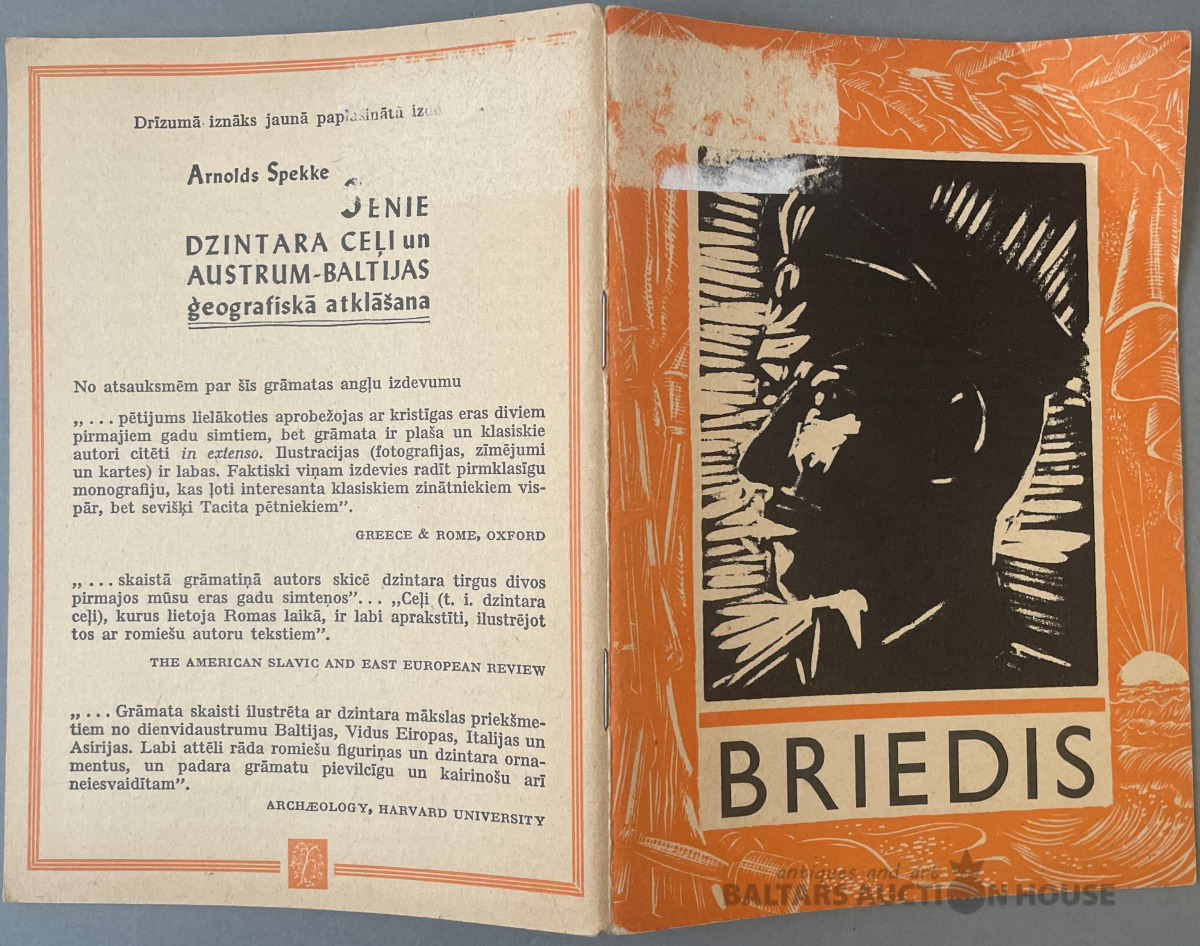 Drīzumā iznāks jaunā paplašinātā
Arnolds Spekke
SENIE
DZINTARA CEĻI un
AUSTRUM-BALTIJAS
ģeografiskā atklāšana
No atsauksmēm par šīs grāmatas angļu izdevumu
„ . . . pētijums lielākoties aprobežojas ar kristīgas eras diviem
pirmajiem gadu simtiem, bet grāmata ir plaša un klasiskie
autori citēti in extenso. Ilustracijas (fotografijas, zīmējumi
un kartes) ir labas. Faktiski viņam izdevies radīt pirmklasīgu
monografiju, kas ļoti interesanta klasiskiem zinātniekiem vis-
pār, bet sevišķi Tacita pētniekiem”.
GREECE & ROME, OXFORD
„ . . . skaistā grāmatiņā autors skicē dzintara tirgus divos
pirmajos mūsu eras gadu simteņos”. . . „Ceļi (t. i. dzintara
ceļi), kurus lietoja Romas laikā, ir labi aprakstīti, ilustrējot
tos ar romiešu autoru tekstiem”.
THE AMERICAN SLAVIC AND EAST EUROPEAN REVIEW
„ . . . Grāmata skaisti ilustrēta ar dzintara mākslas priekšme-
tiem no dienvidaustrumu Baltijas, Vidus Eiropas, Italijas un
Asirijas. Labi attēli rāda romiešu figuriņas un dzintara orna-
mentus, un padara grāmatu pievilcīgu un kairinošu arī
neiesvaidītam”.
ARCHÆOLOGY, HARVARD UNIVERSITY
BRIEDIS
antiques and art
BALTARS AUCTION HOUSE